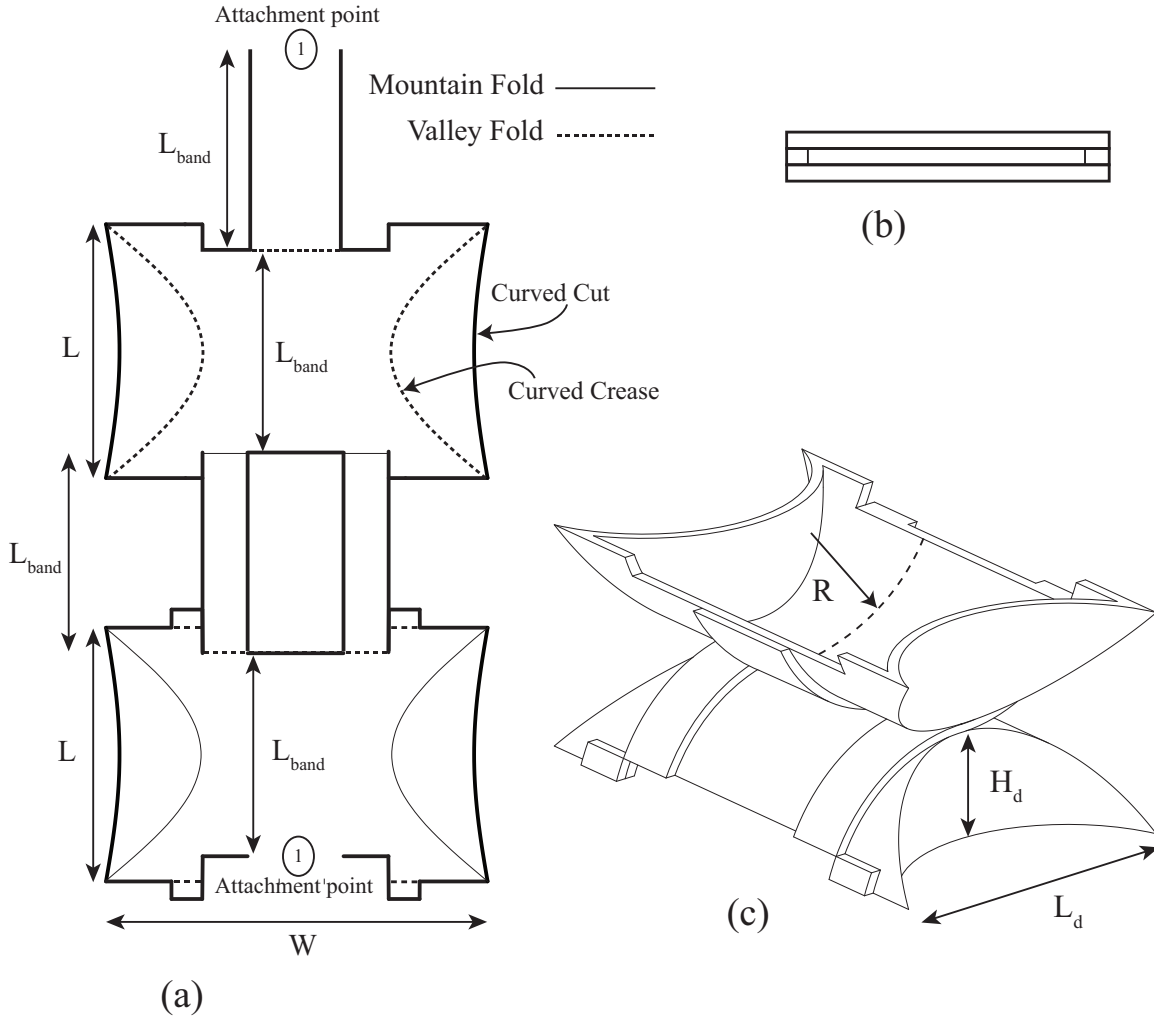 Attachment point
1
Mountain Fold
Valley Fold
L_band
(b)
L
L_band
Curved Cut
Curved Crease
L_band
R
L
L_band
H_d
1
Attachment point
L_d
W
(c)
(a)